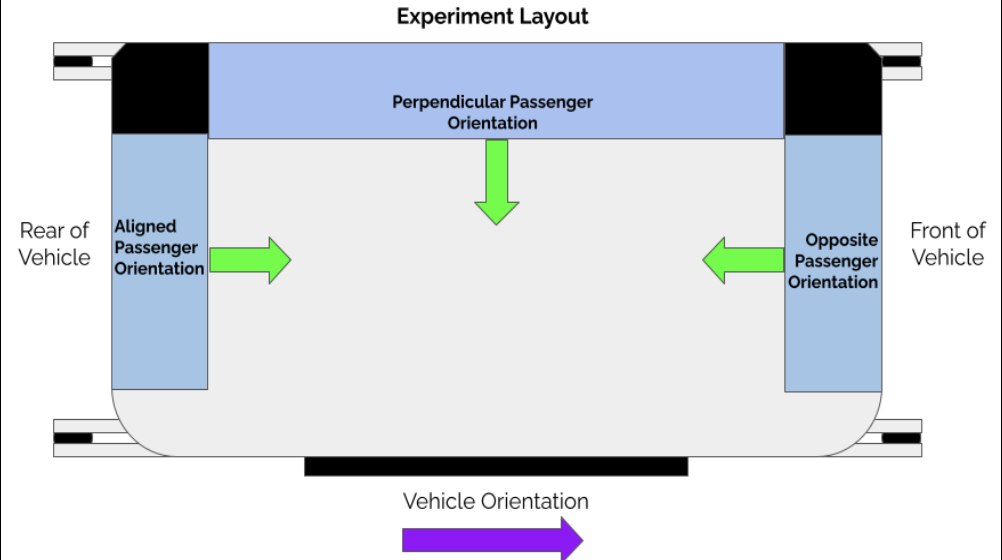 Experiment Layout
Perpendicular Passenger
Orientation
Rear of
Vehicle
Aligned
Passenger
Orientation
Opposite
Passenger
Orientation
Front of
Vehicle
Vehicle Orientation